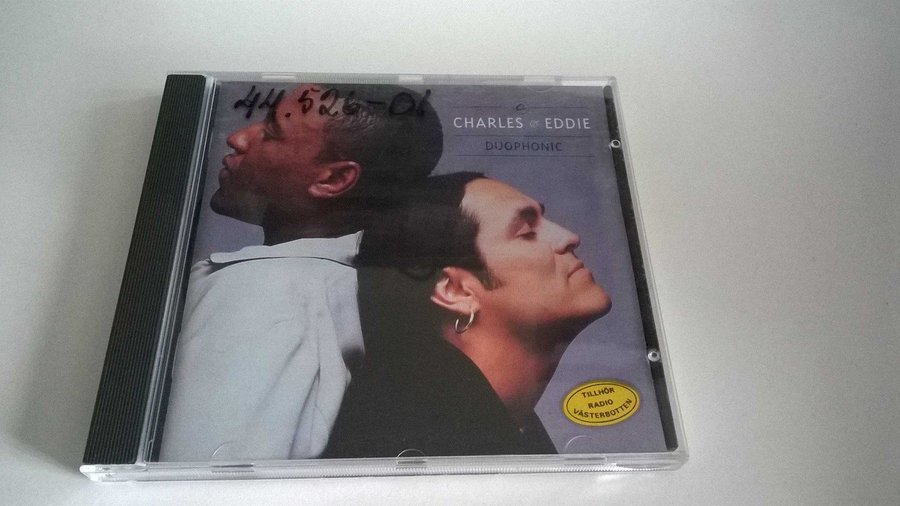 44.526-01
CHARLES & EDDIE
DUOPHONIC
TILLHÖR
RADIO
VÄSTERBOTTEN